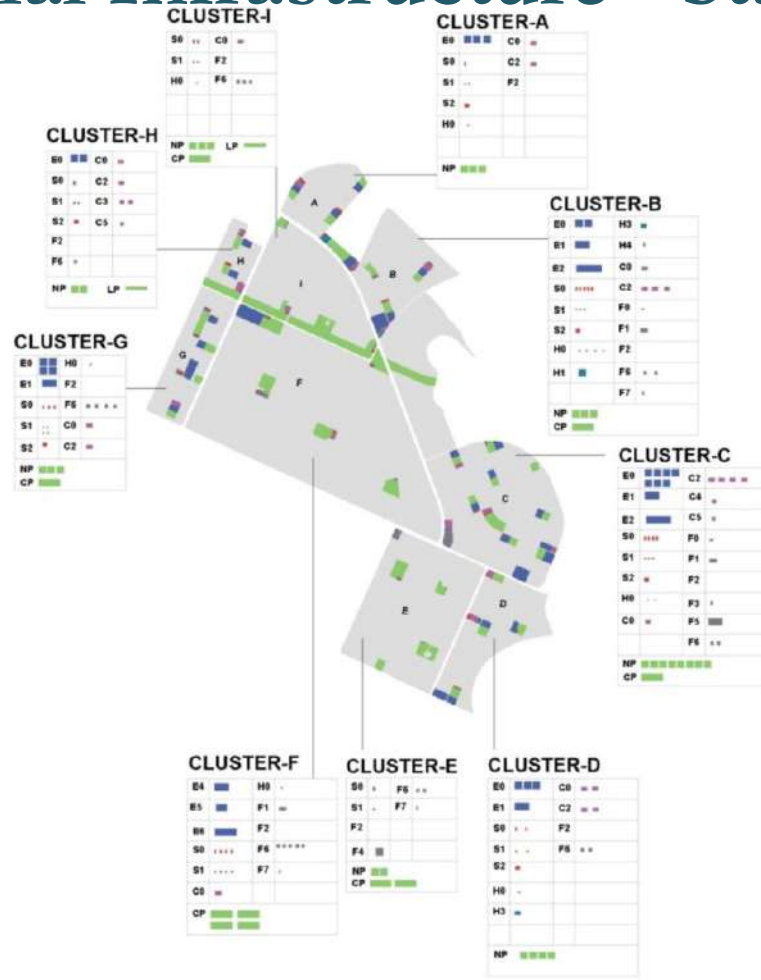 Infrastructure
CLUSTER-I
S0 C0
S1 F2
H0 F6
NP LP
CP
CLUSTER-A
E0 C0
S0 C2
S1 F2
S2
H0
NP
CLUSTER-H
E0 C0
S0 C2
S1 C3
S2 C5
F2
F6
NP LP
CLUSTER-B
E0 H3
E1 H4
E2 C0
S0 C2
S1 F0
S2 F1
H0 F2
H1 F6
F7
NP
CP
CLUSTER-G
E0 H0
E1 F2
S0 F6
S1 C0
S2 C2
NP
CP
CLUSTER-C
E0 C2
E1 C4
E2 C5
S0 F0
S1 F1
S2 F2
H0 F3
C0 F5
F6
NP
CP
A
B
H
I
G
F
C
E
D
CLUSTER-F
E4 H0
E5 F1
E6 F2
S0 F6
S1 F7
C0
CP
CLUSTER-E
S0 F6
S1 F7
F2
F4
NP
CP
CLUSTER-D
E0 C0
E1 C2
S0 F2
S1 F6
S2
H0
H3
NP